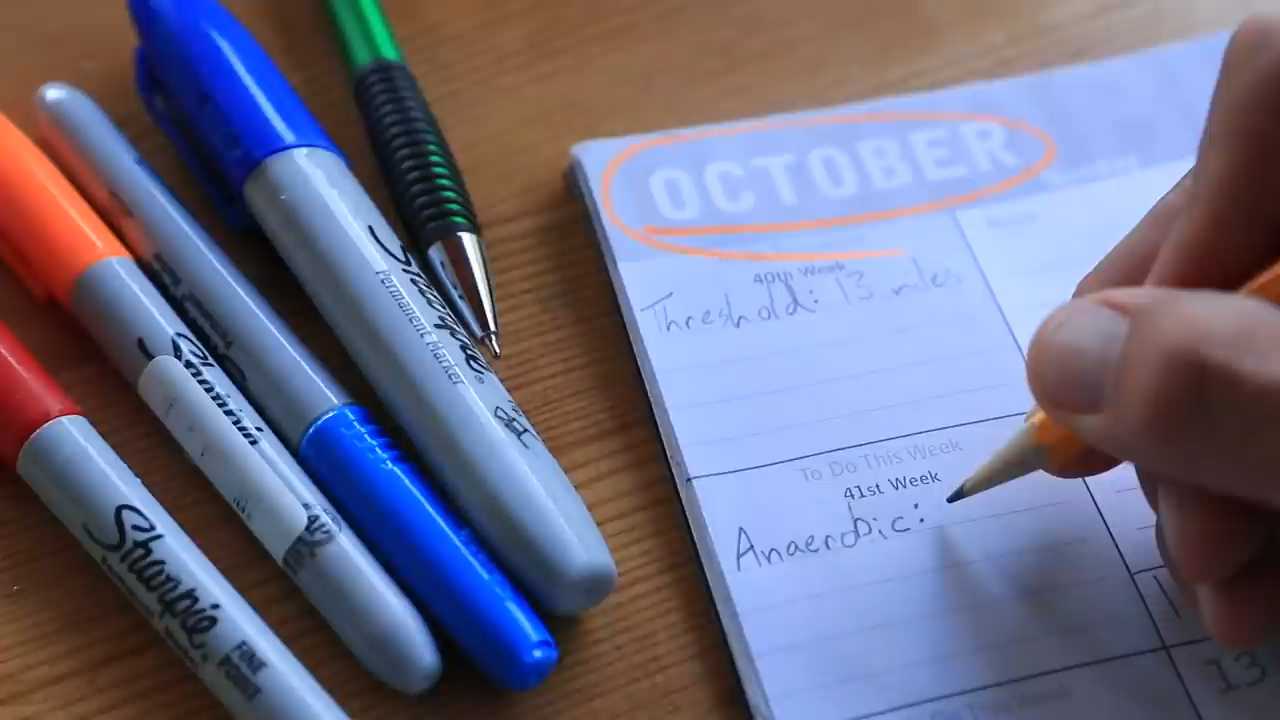 OCTOBER
40th Week
Threshold: 13 miles
To Do This Week
41st Week
Anaerobic:
13
Sharpie®
Permanent Marker
Sharpie
Sharpie.
FINE
POINT